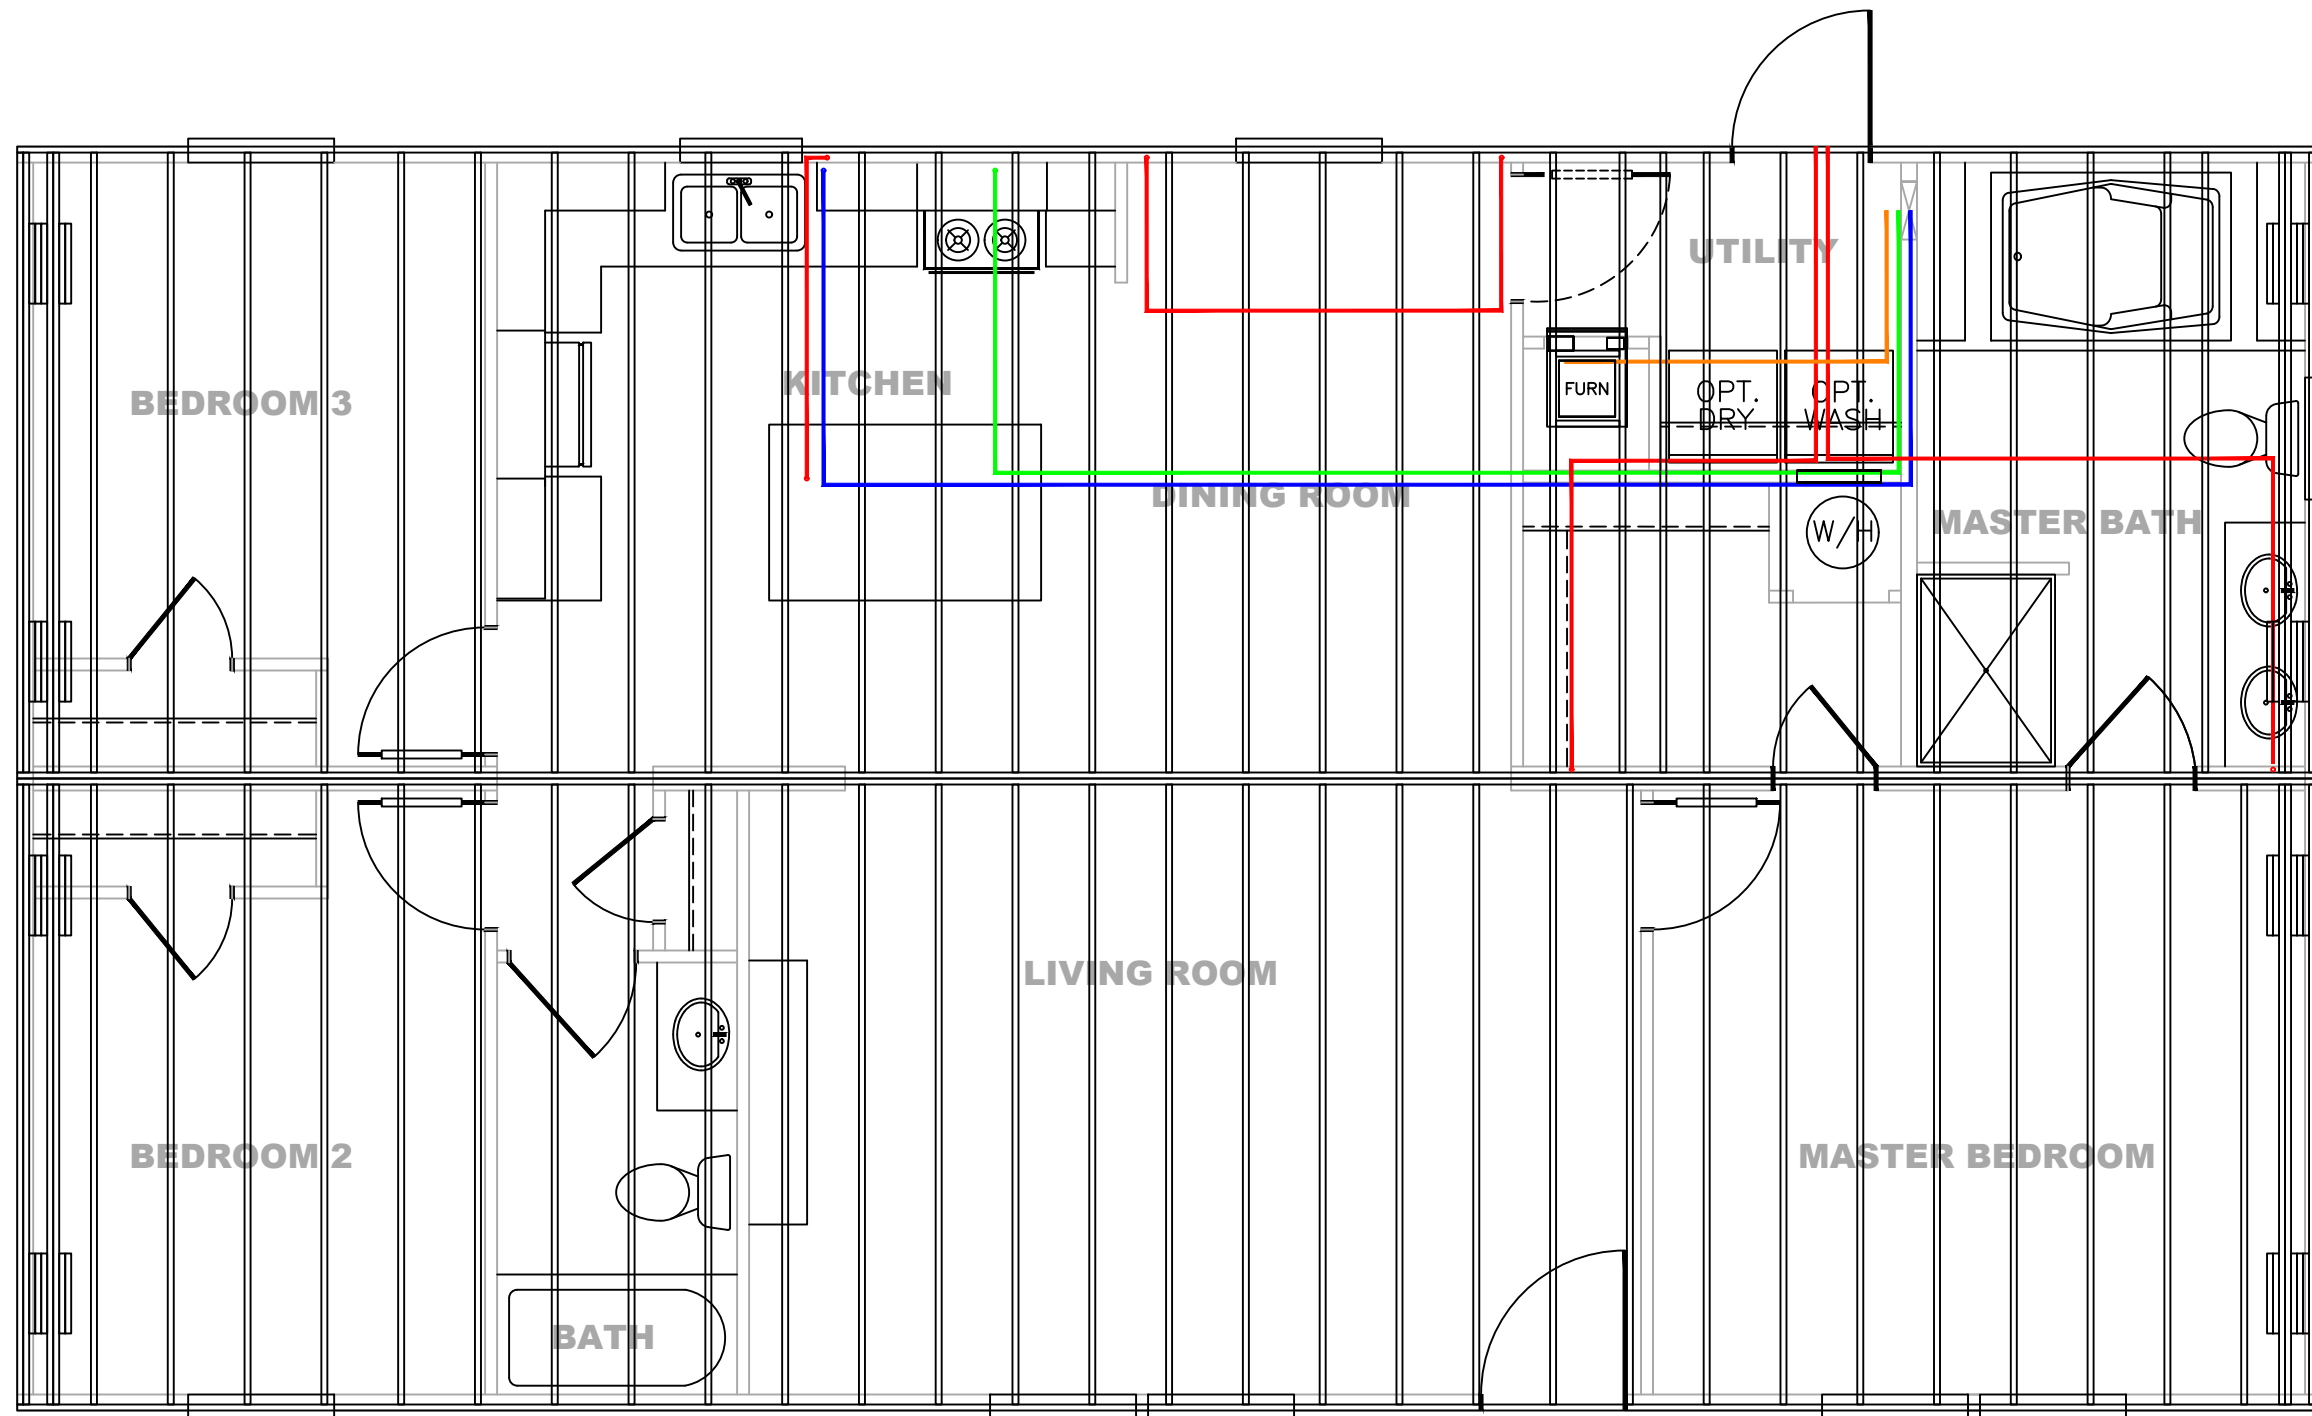 UTILITY
BEDROOM 3
KITCHEN
FURN
OPT.
DRY
OPT.
WASH
DINING ROOM
W/H
MASTER BATH
LIVING ROOM
BEDROOM 2
MASTER BEDROOM
BATH